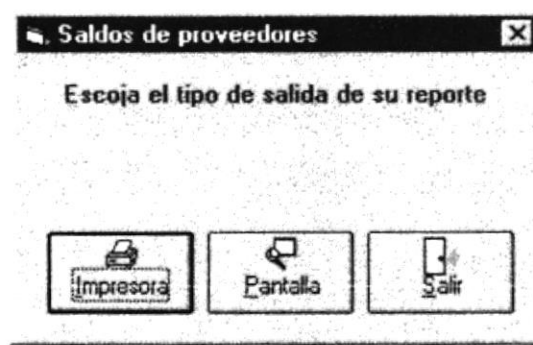 Saldos de proveedores
Escoja el tipo de salida de su reporte
Impresora Pantalla Salir